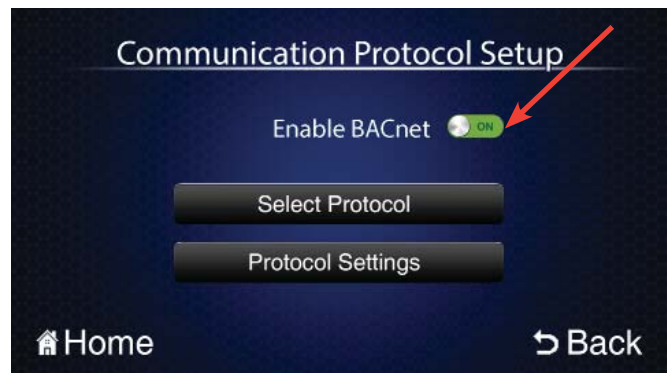 Communication Protocol Setup
Enable BACnet ON
Select Protocol
Protocol Settings
Home Back